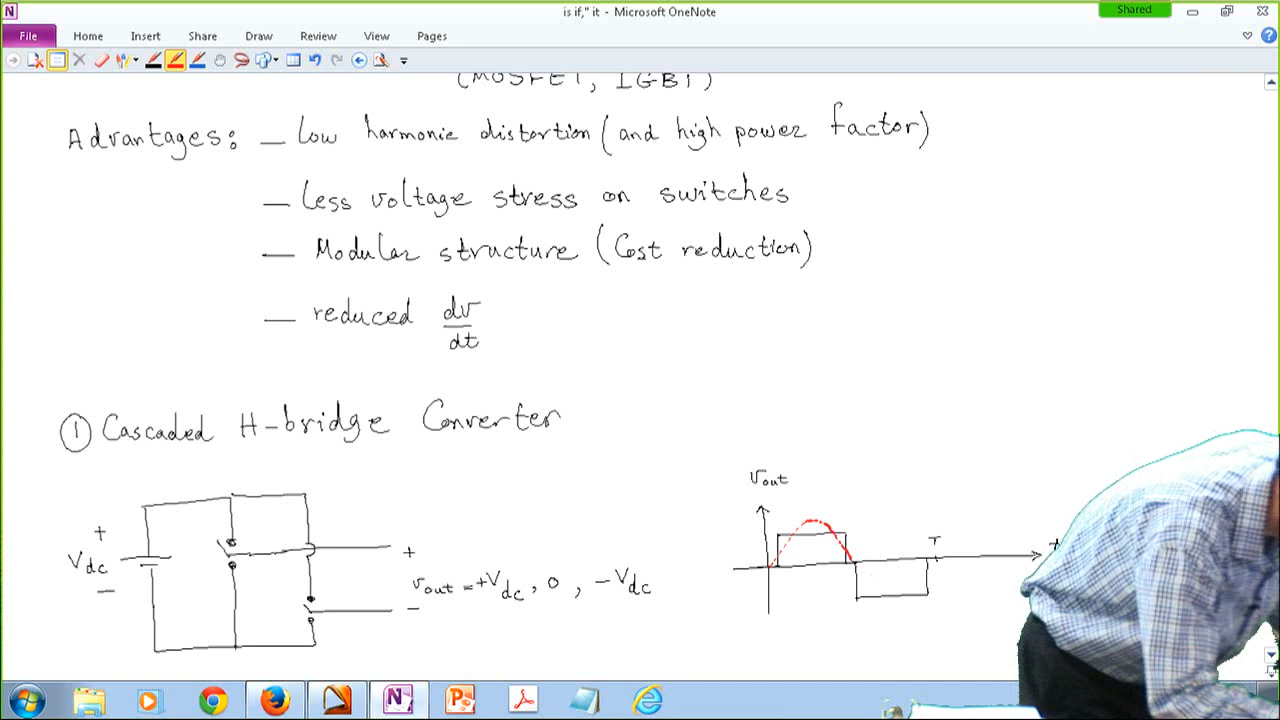 is if," it - Microsoft OneNote
Shared
File Home Insert Share Draw Review View Pages
(MOSFET, IGBT)
Advantages: — low harmonic distortion (and high power factor)
— less voltage stress on switches
— Modular structure (Cost reduction)
— reduced dv/dt
① Cascaded H-bridge Converter
+
Vdc
−
+
vout = +Vdc, 0, −Vdc
−
Vout
T
t